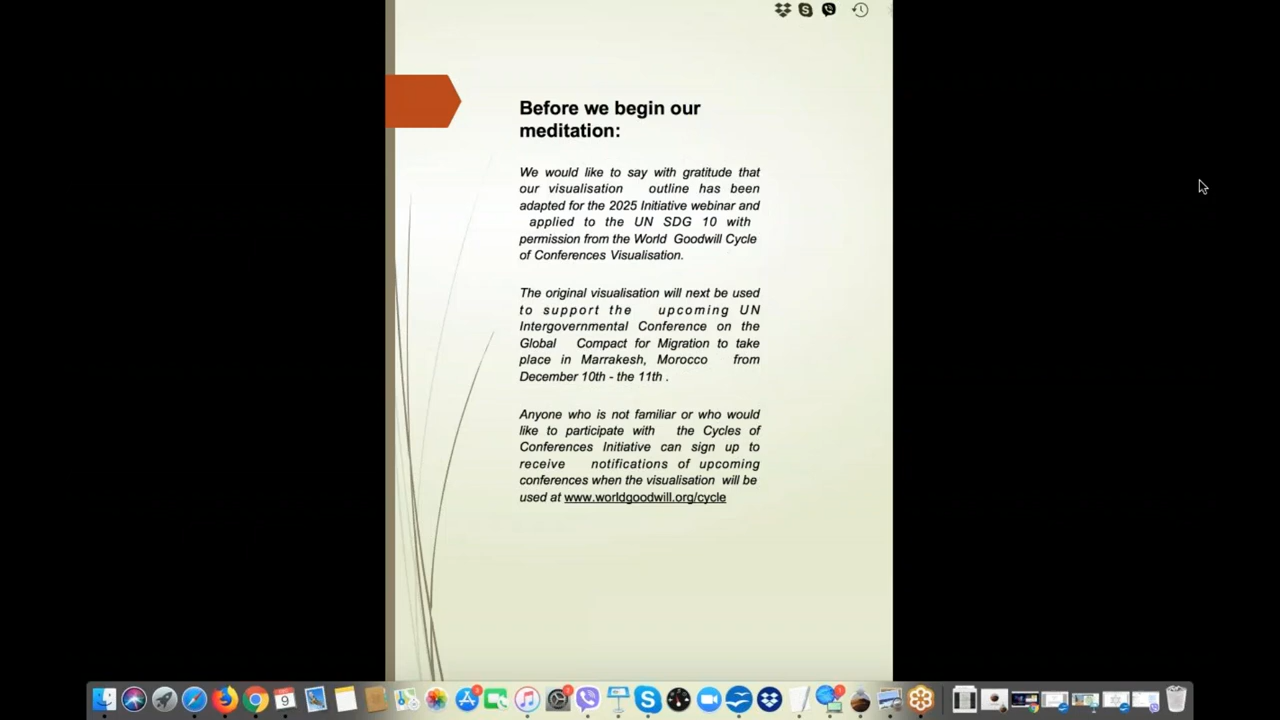 Before we begin our
meditation:
We would like to say with gratitude that
our visualisation outline has been
adapted for the 2025 Initiative webinar and
applied to the UN SDG 10 with
permission from the World Goodwill Cycle
of Conferences Visualisation.
The original visualisation will next be used
to support the upcoming UN
Intergovernmental Conference on the
Global Compact for Migration to take
place in Marrakesh, Morocco from
December 10th - the 11th .
Anyone who is not familiar or who would
like to participate with the Cycles of
Conferences Initiative can sign up to
receive notifications of upcoming
conferences when the visualisation will be
used at www.worldgoodwill.org/cycle
9